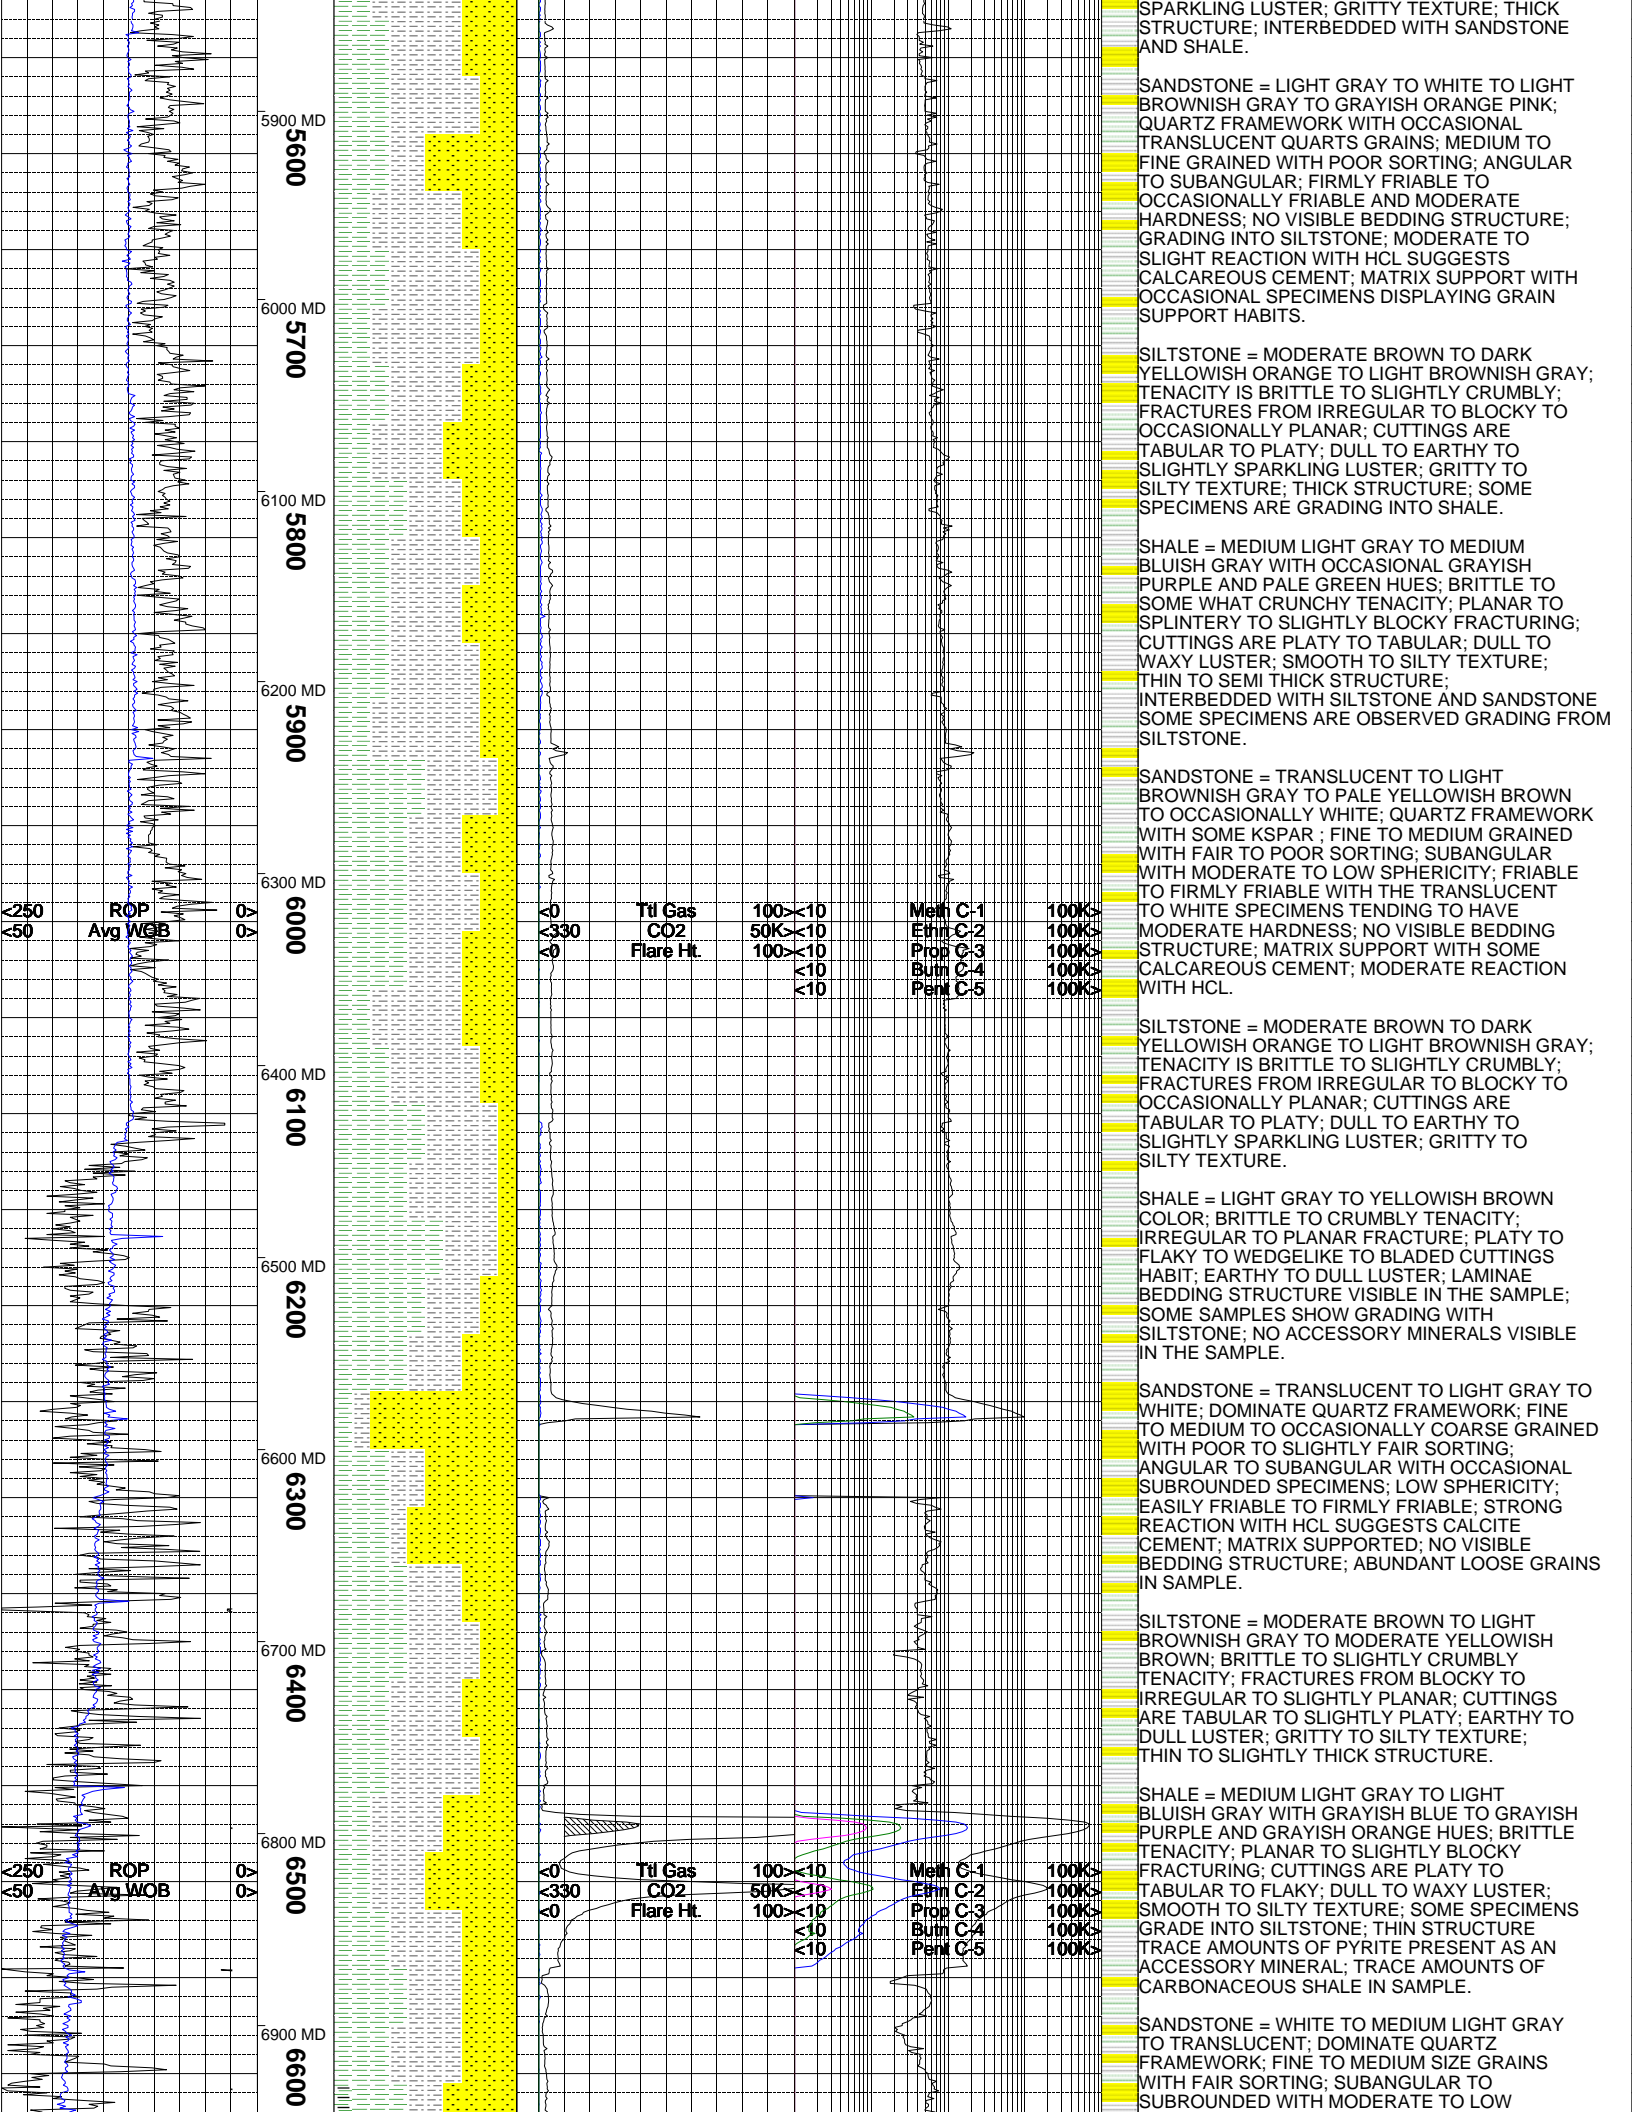 SPARKLING LUSTER; GRITTY TEXTURE; THICK
STRUCTURE; INTERBEDDED WITH SANDSTONE
AND SHALE.
SANDSTONE = LIGHT GRAY TO WHITE TO LIGHT
BROWNISH GRAY TO GRAYISH ORANGE PINK;
QUARTZ FRAMEWORK WITH OCCASIONAL
TRANSLUCENT QUARTS GRAINS; MEDIUM TO
FINE GRAINED WITH POOR SORTING; ANGULAR
TO SUBANGULAR; FIRMLY FRIABLE TO
OCCASIONALLY FRIABLE AND MODERATE
HARDNESS; NO VISIBLE BEDDING STRUCTURE;
GRADING INTO SILTSTONE; MODERATE TO
SLIGHT REACTION WITH HCL SUGGESTS
CALCAREOUS CEMENT; MATRIX SUPPORT WITH
OCCASIONAL SPECIMENS DISPLAYING GRAIN
SUPPORT HABITS.
SILTSTONE = MODERATE BROWN TO DARK
YELLOWISH ORANGE TO LIGHT BROWNISH GRAY;
TENACITY IS BRITTLE TO SLIGHTLY CRUMBLY;
FRACTURES FROM IRREGULAR TO BLOCKY TO
OCCASIONALLY PLANAR; CUTTINGS ARE
TABULAR TO PLATY; DULL TO EARTHY TO
SLIGHTLY SPARKLING LUSTER; GRITTY TO
SILTY TEXTURE; THICK STRUCTURE; SOME
SPECIMENS ARE GRADING INTO SHALE.
SHALE = MEDIUM LIGHT GRAY TO MEDIUM
BLUISH GRAY WITH OCCASIONAL GRAYISH
PURPLE AND PALE GREEN HUES; BRITTLE TO
SOME WHAT CRUNCHY TENACITY; PLANAR TO
SPLINTERY TO SLIGHTLY BLOCKY FRACTURING;
CUTTINGS ARE PLATY TO TABULAR; DULL TO
WAXY LUSTER; SMOOTH TO SILTY TEXTURE;
THIN TO SEMI THICK STRUCTURE;
INTERBEDDED WITH SILTSTONE AND SANDSTONE
SOME SPECIMENS ARE OBSERVED GRADING FROM
SILTSTONE.
SANDSTONE = TRANSLUCENT TO LIGHT
BROWNISH GRAY TO PALE YELLOWISH BROWN
TO OCCASIONALLY WHITE; QUARTZ FRAMEWORK
WITH SOME KSPAR ; FINE TO MEDIUM GRAINED
WITH FAIR TO POOR SORTING; SUBANGULAR
WITH MODERATE TO LOW SPHERICITY; FRIABLE
TO FIRMLY FRIABLE WITH THE TRANSLUCENT
TO WHITE SPECIMENS TENDING TO HAVE
MODERATE HARDNESS; NO VISIBLE BEDDING
STRUCTURE; MATRIX SUPPORT WITH SOME
CALCAREOUS CEMENT; MODERATE REACTION
WITH HCL.
SILTSTONE = MODERATE BROWN TO DARK
YELLOWISH ORANGE TO LIGHT BROWNISH GRAY;
TENACITY IS BRITTLE TO SLIGHTLY CRUMBLY;
FRACTURES FROM IRREGULAR TO BLOCKY TO
OCCASIONALLY PLANAR; CUTTINGS ARE
TABULAR TO PLATY; DULL TO EARTHY TO
SLIGHTLY SPARKLING LUSTER; GRITTY TO
SILTY TEXTURE.
SHALE = LIGHT GRAY TO YELLOWISH BROWN
COLOR; BRITTLE TO CRUMBLY TENACITY;
IRREGULAR TO PLANAR FRACTURE; PLATY TO
FLAKY TO WEDGELIKE TO BLADED CUTTINGS
HABIT; EARTHY TO DULL LUSTER; LAMINAE
BEDDING STRUCTURE VISIBLE IN THE SAMPLE;
SOME SAMPLES SHOW GRADING WITH
SILTSTONE; NO ACCESSORY MINERALS VISIBLE
IN THE SAMPLE.
SANDSTONE = TRANSLUCENT TO LIGHT GRAY TO
WHITE; DOMINATE QUARTZ FRAMEWORK; FINE
TO MEDIUM TO OCCASIONALLY COARSE GRAINED
WITH POOR TO SLIGHTLY FAIR SORTING;
ANGULAR TO SUBANGULAR WITH OCCASIONAL
SUBROUNDED SPECIMENS; LOW SPHERICITY;
EASILY FRIABLE TO FIRMLY FRIABLE; STRONG
REACTION WITH HCL SUGGESTS CALCITE
CEMENT; MATRIX SUPPORTED; NO VISIBLE
BEDDING STRUCTURE; ABUNDANT LOOSE GRAINS
IN SAMPLE.
SILTSTONE = MODERATE BROWN TO LIGHT
BROWNISH GRAY TO MODERATE YELLOWISH
BROWN; BRITTLE TO SLIGHTLY CRUMBLY
TENACITY; FRACTURES FROM BLOCKY TO
IRREGULAR TO SLIGHTLY PLANAR; CUTTINGS
ARE TABULAR TO SLIGHTLY PLATY; EARTHY TO
DULL LUSTER; GRITTY TO SILTY TEXTURE;
THIN TO SLIGHTLY THICK STRUCTURE.
SHALE = MEDIUM LIGHT GRAY TO LIGHT
BLUISH GRAY WITH GRAYISH BLUE TO GRAYISH
PURPLE AND GRAYISH ORANGE HUES; BRITTLE
TENACITY; PLANAR TO SLIGHTLY BLOCKY
FRACTURING; CUTTINGS ARE PLATY TO
TABULAR TO FLAKY; DULL TO WAXY LUSTER;
SMOOTH TO SILTY TEXTURE; SOME SPECIMENS
GRADE INTO SILTSTONE; THIN STRUCTURE
TRACE AMOUNTS OF PYRITE PRESENT AS AN
ACCESSORY MINERAL; TRACE AMOUNTS OF
CARBONACEOUS SHALE IN SAMPLE.
SANDSTONE = WHITE TO MEDIUM LIGHT GRAY
TO TRANSLUCENT; DOMINATE QUARTZ
FRAMEWORK; FINE TO MEDIUM SIZE GRAINS
WITH FAIR SORTING; SUBANGULAR TO
SUBROUNDED WITH MODERATE TO LOW
5900 MD
5600
6000 MD
5700
6100 MD
5800
6200 MD
5900
6300 MD
6000
<250 ROP 0>
<50 Avg WOB 0>
<0 Ttl Gas 100>
<330 CO2 50K>
<0 Flare Ht. 100>
<10 Meth C-1 100K>
<10 Ethn C-2 100K>
<10 Prop C-3 100K>
<10 Butn C-4 100K>
<10 Pent C-5 100K>
6400 MD
6100
6500 MD
6200
6600 MD
6300
6700 MD
6400
6800 MD
6500
<250 ROP 0>
<50 Avg WOB 0>
<0 Ttl Gas 100>
<330 CO2 50K>
<0 Flare Ht. 100>
<10 Meth C-1 100K>
<10 Ethn C-2 100K>
<10 Prop C-3 100K>
<10 Butn C-4 100K>
<10 Pent C-5 100K>
6900 MD
6600